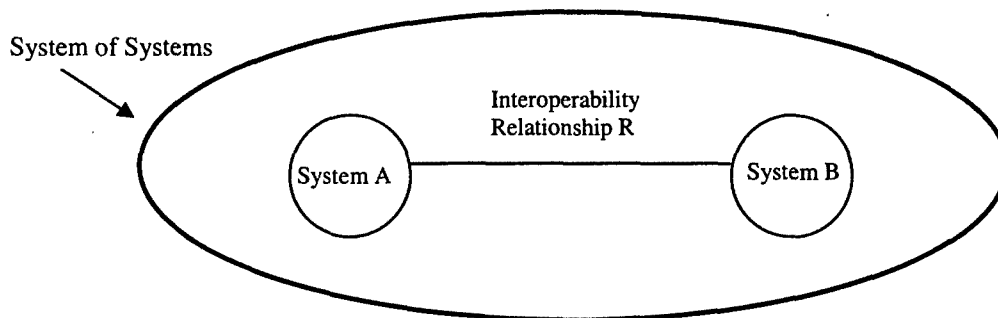 System of Systems
Interoperability
Relationship R
System A
System B